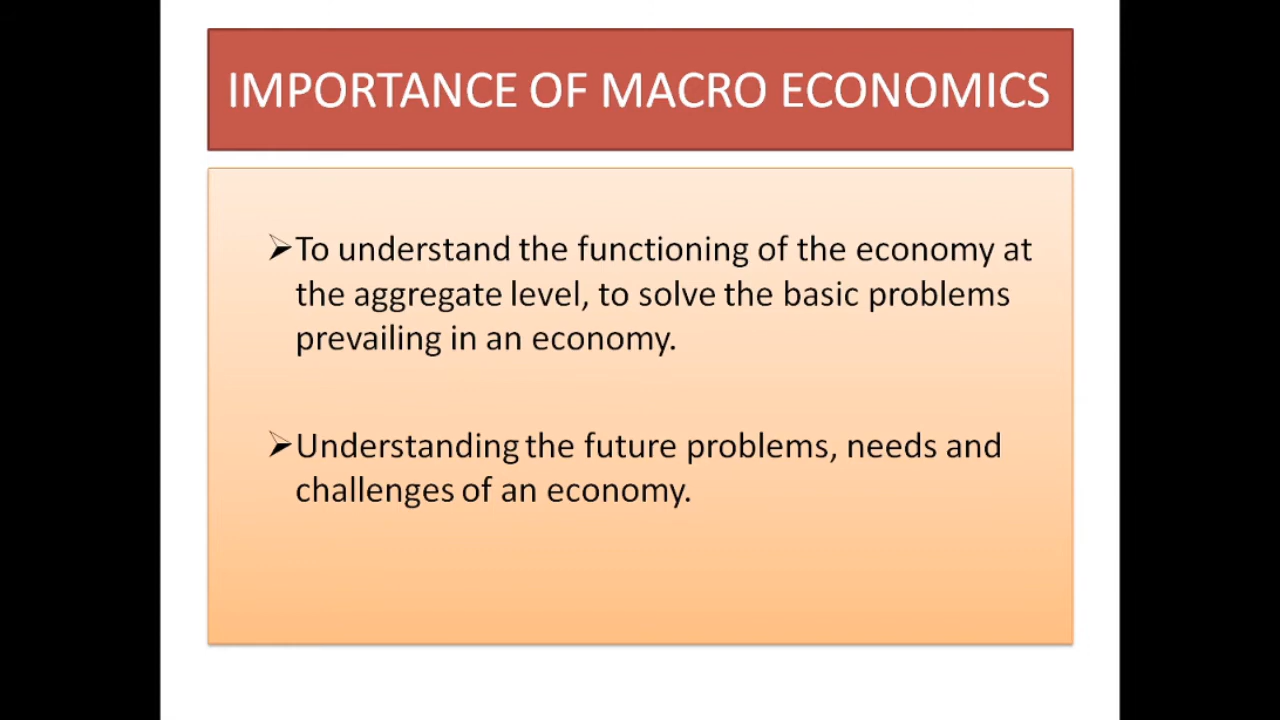 IMPORTANCE OF MACRO ECONOMICS
➢To understand the functioning of the economy at
the aggregate level, to solve the basic problems
prevailing in an economy.
➢Understanding the future problems, needs and
challenges of an economy.